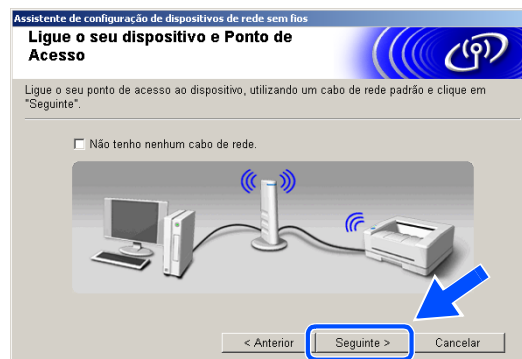 Assistente de configuração de dispositivos de rede sem fios
Ligue o seu dispositivo e Ponto de
Acesso
Ligue o seu ponto de acesso ao dispositivo, utilizando um cabo de rede padrão e clique em
"Seguinte".
Não tenho nenhum cabo de rede.
< Anterior
Seguinte >
Cancelar